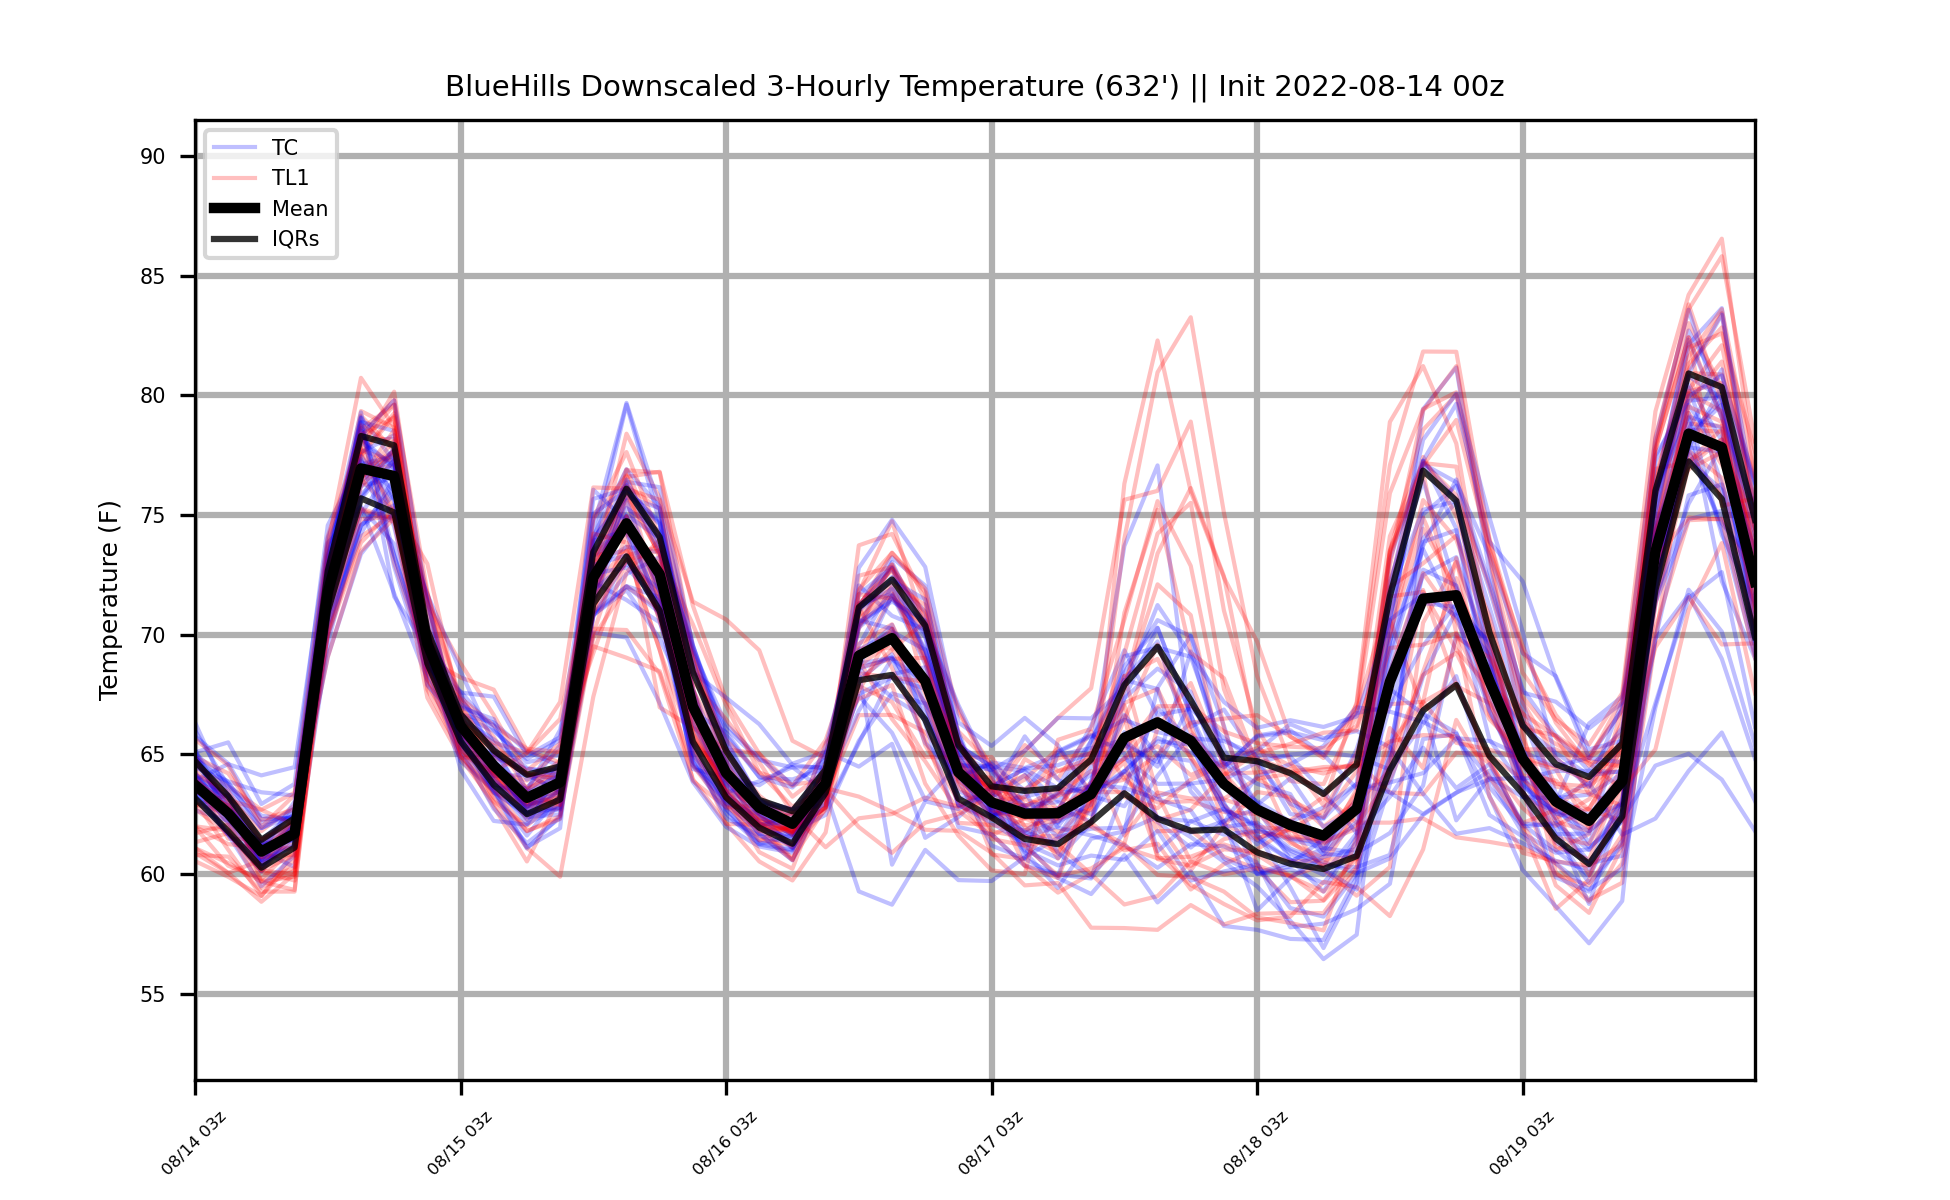 BlueHills Downscaled 3-Hourly Temperature (632') || Init 2022-08-14 00z
TC
TL1
Mean
IQRs
Temperature (F)
90
85
80
75
70
65
60
55
08/14 03z
08/15 03z
08/16 03z
08/17 03z
08/18 03z
08/19 03z